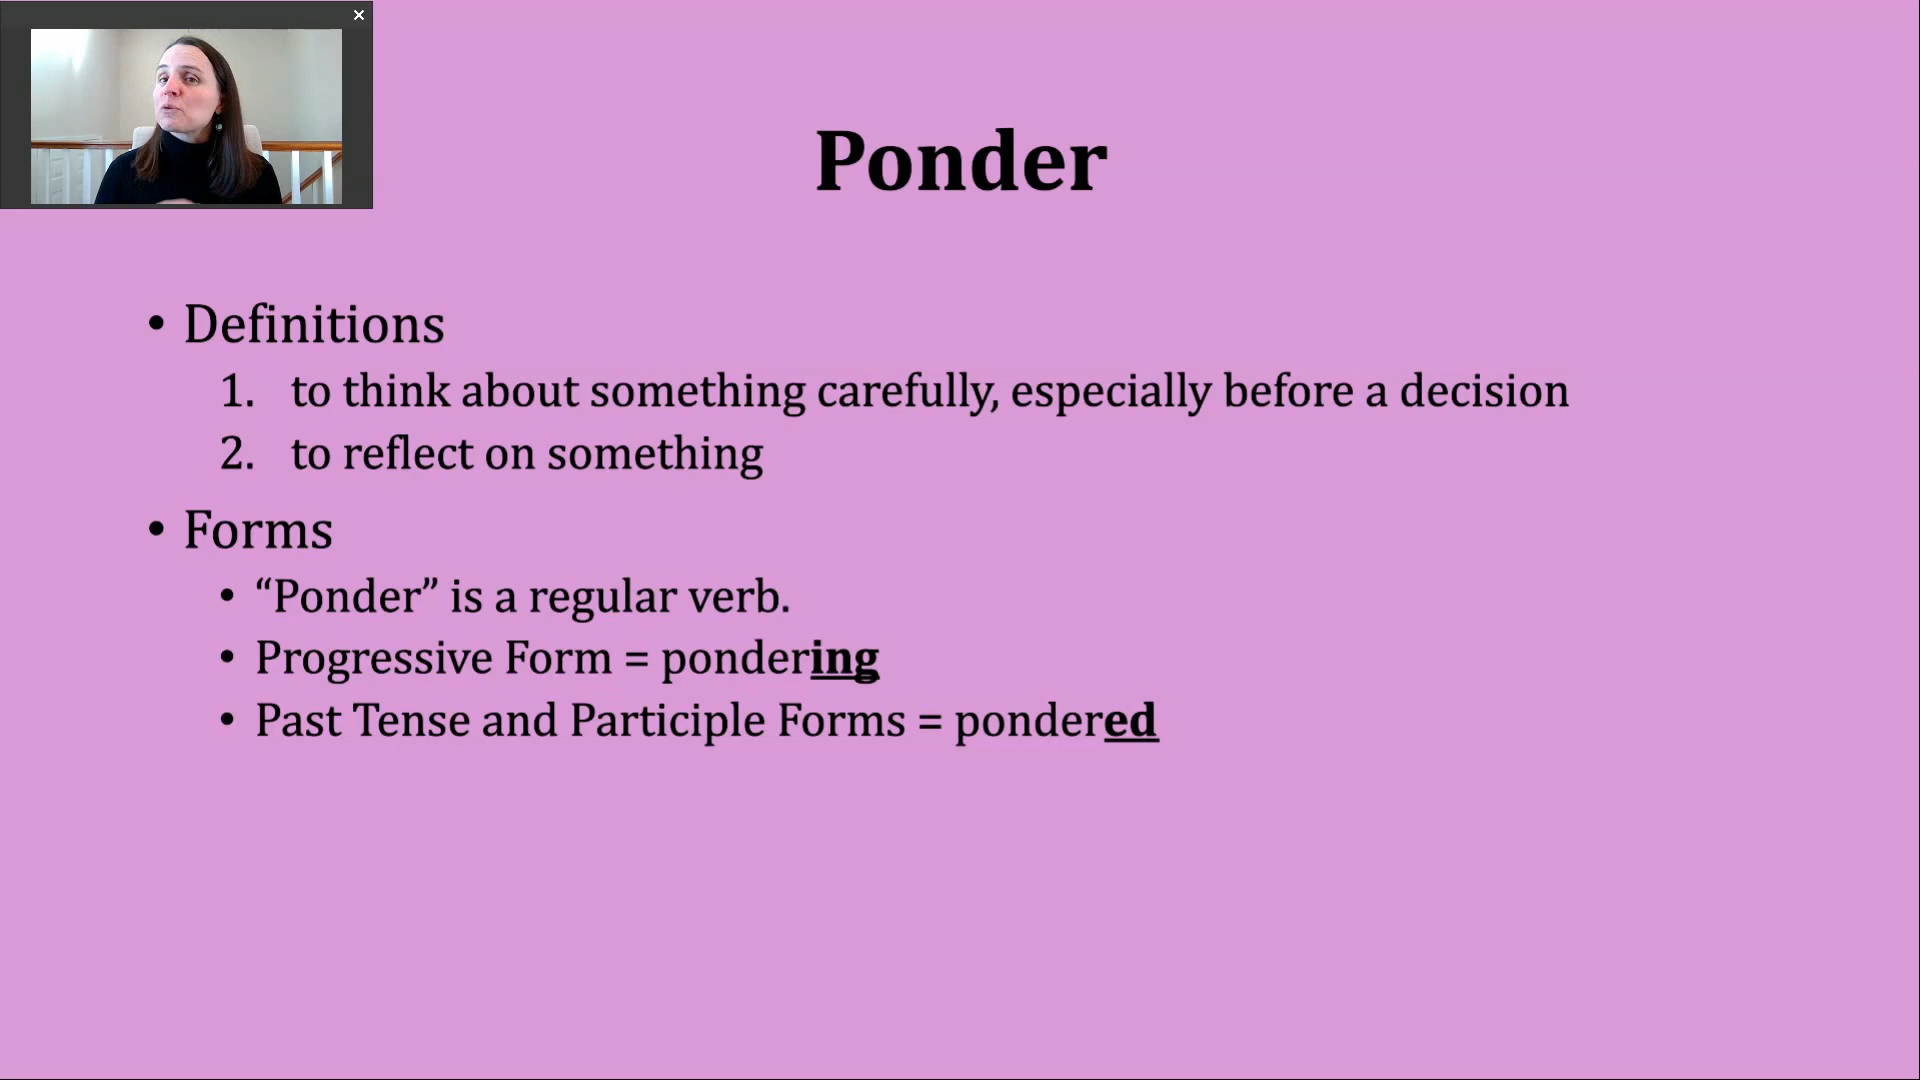 Ponder
• Definitions
1. to think about something carefully, especially before a decision
2. to reflect on something
• Forms
• “Ponder” is a regular verb.
• Progressive Form = pondering
• Past Tense and Participle Forms = pondered